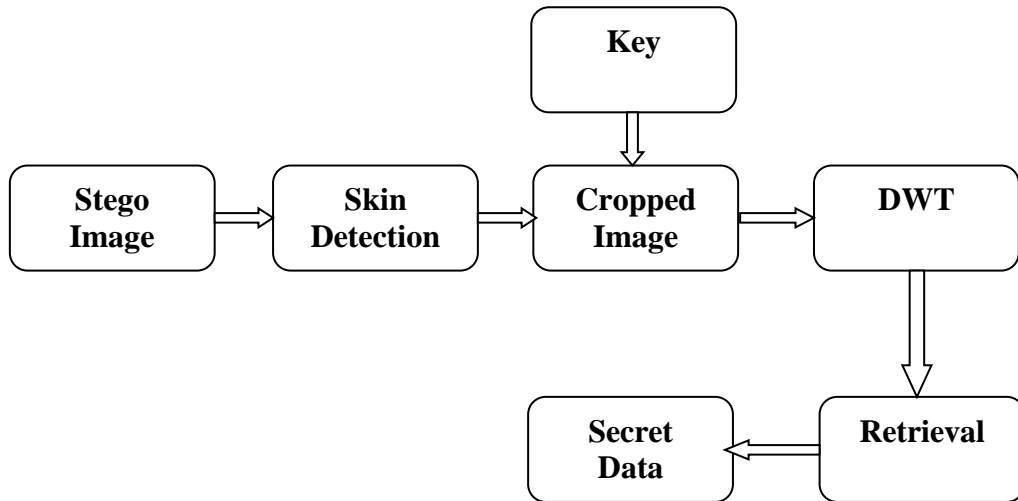 Key
Stego
Image
Skin
Detection
Cropped
Image
DWT
Secret
Data
Retrieval